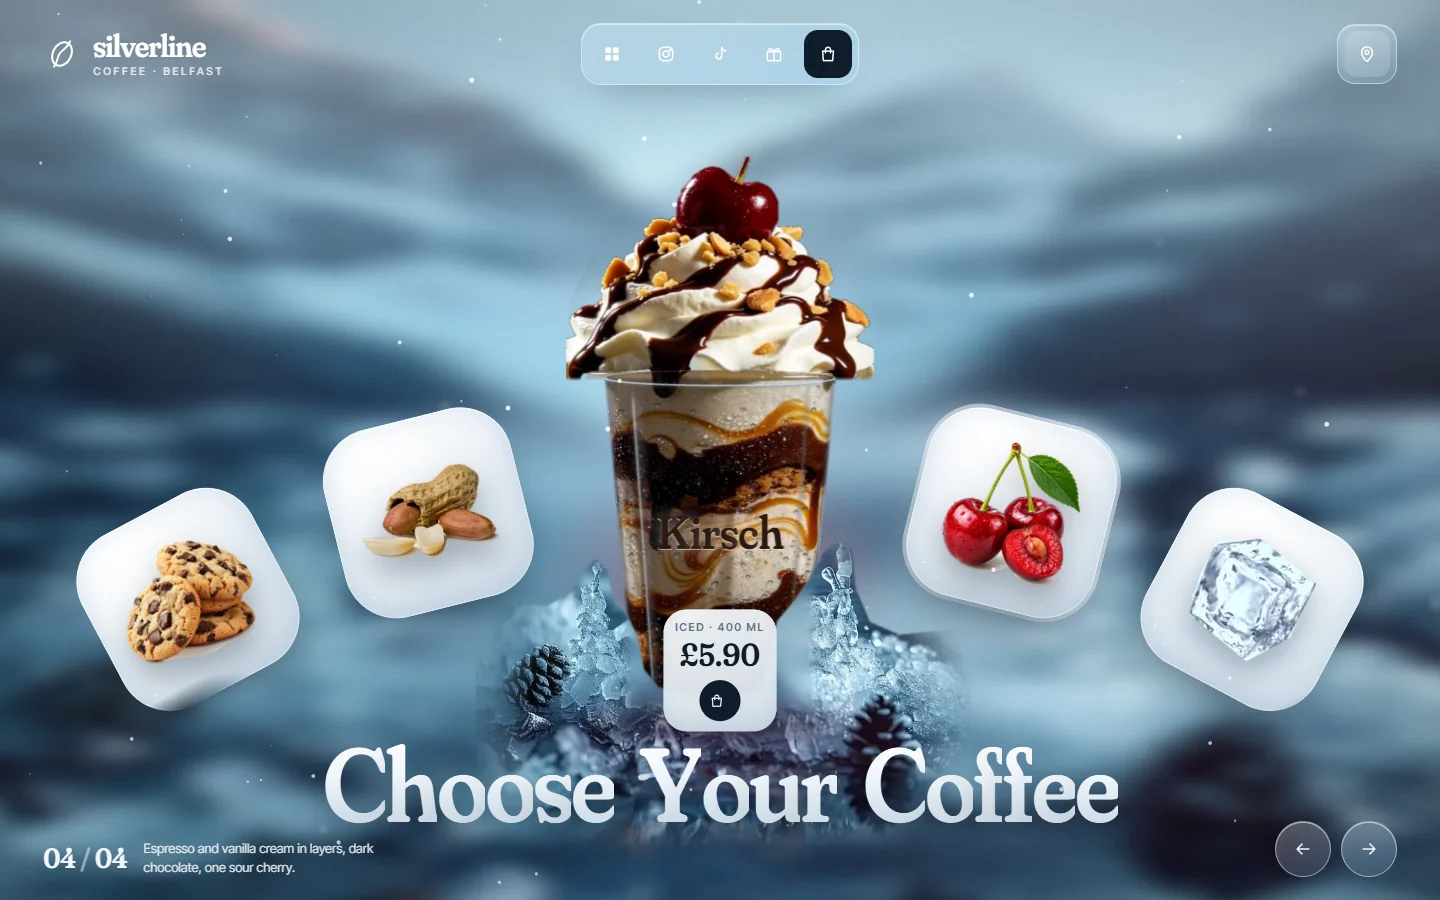 silverline
COFFEE · BELFAST
Kirsch
ICED · 400 ML
£5.90
Choose Your Coffee
04 / 04
Espresso and vanilla cream in layers, dark
chocolate, one sour cherry.